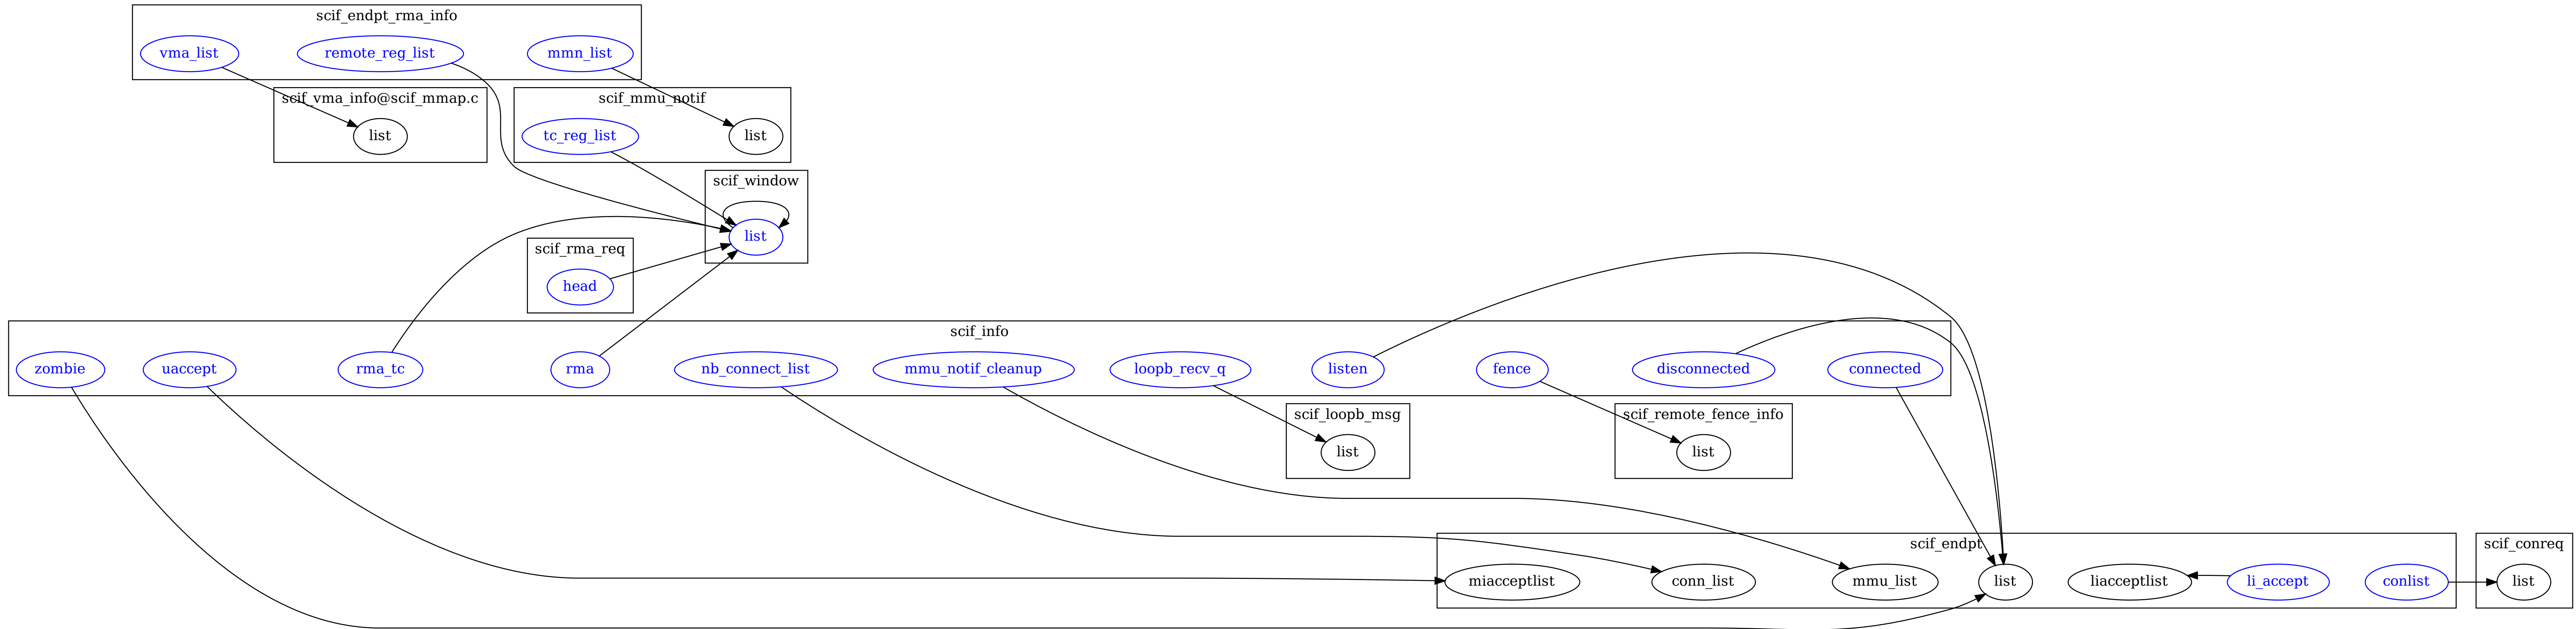 scif_endpt_rma_info
vma_list
remote_reg_list
mmn_list
scif_vma_info@scif_mmap.c
list
scif_mmu_notif
tc_reg_list
list
scif_window
list
scif_rma_req
head
scif_info
zombie
uaccept
rma_tc
rma
nb_connect_list
mmu_notif_cleanup
loopb_recv_q
listen
fence
disconnected
connected
scif_loopb_msg
list
scif_remote_fence_info
list
scif_endpt
miacceptlist
conn_list
mmu_list
list
liacceptlist
li_accept
conlist
scif_conreq
list